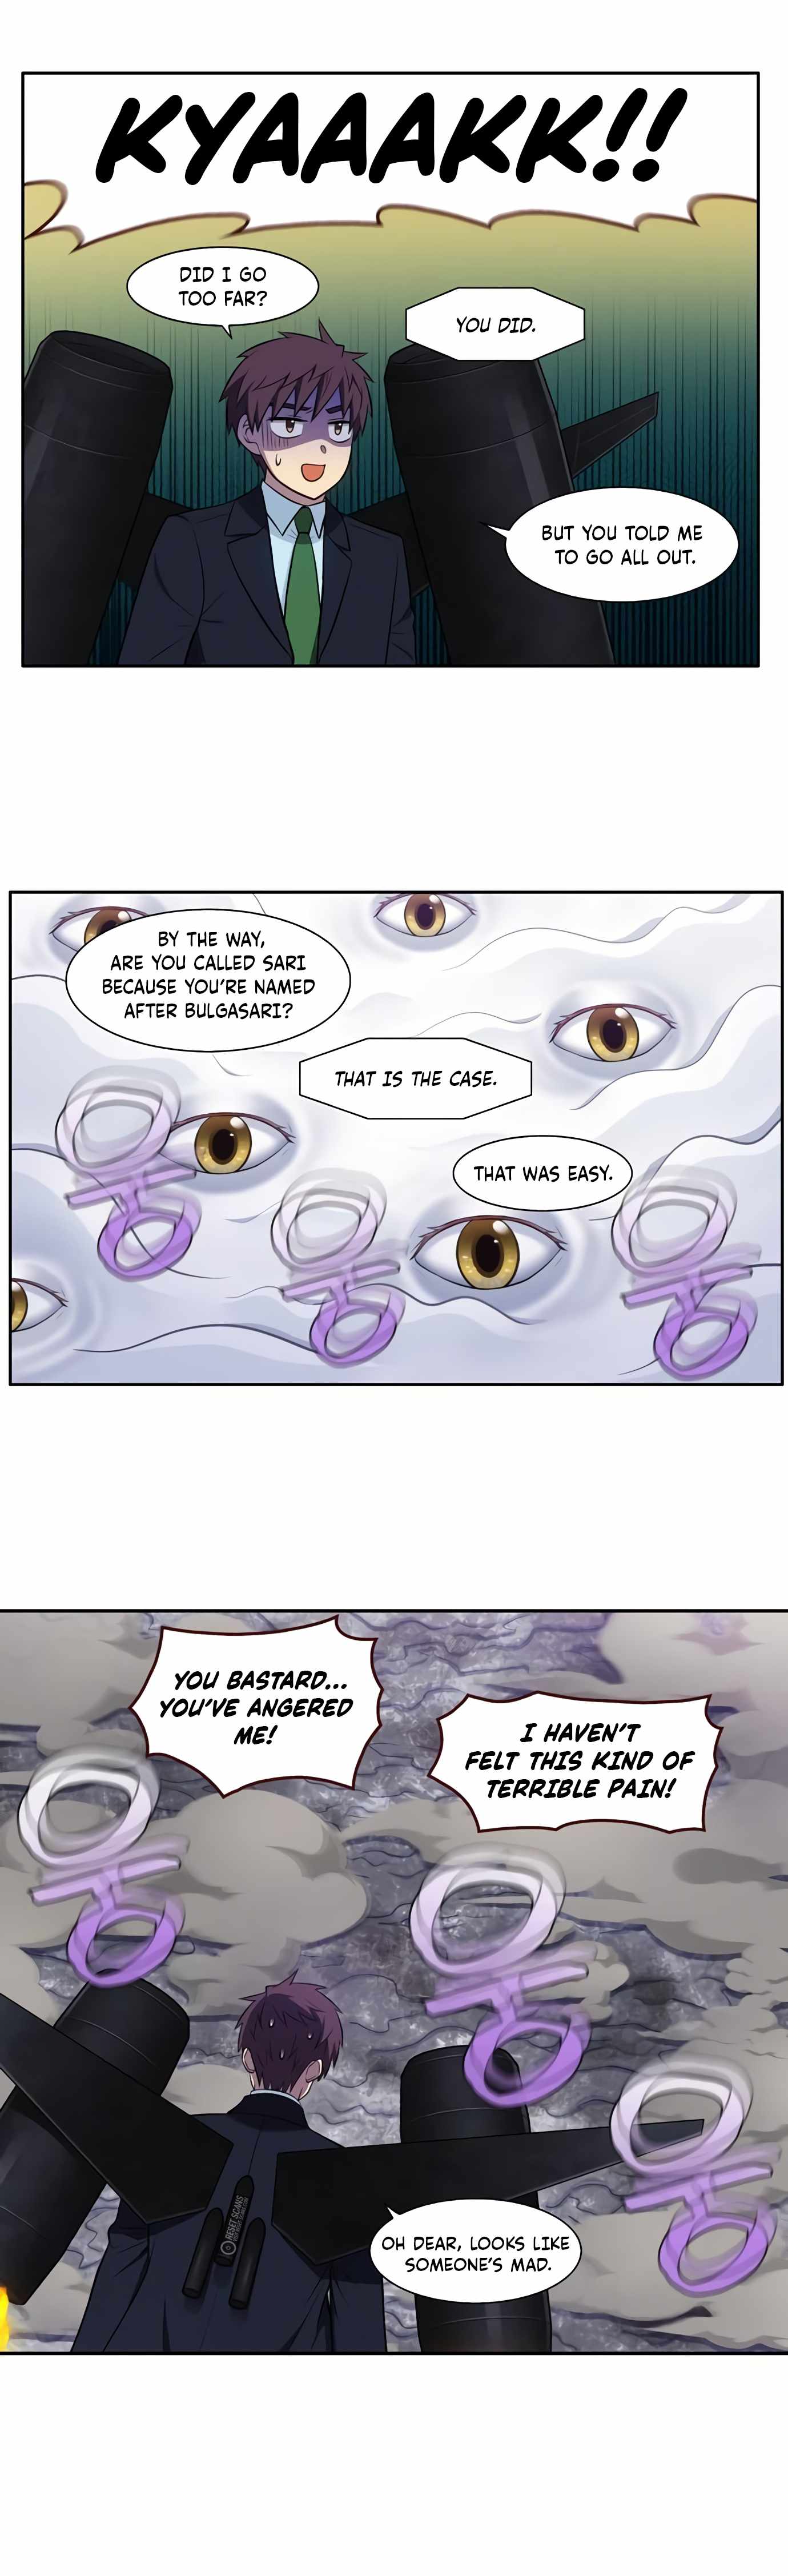 KYAAAKK!!
DID I GO
TOO FAR?
YOU DID.
BUT YOU TOLD ME
TO GO ALL OUT.
BY THE WAY,
ARE YOU CALLED SARI
BECAUSE YOU'RE NAMED
AFTER BULGASARI?
THAT IS THE CASE.
THAT WAS EASY.
웅
웅
웅
YOU BASTARD...
YOU'VE ANGERED
ME!
I HAVEN'T
FELT THIS KIND OF
TERRIBLE PAIN!
웅
웅
웅
RESET SCANS
OH DEAR, LOOKS LIKE
SOMEONE'S MAD.